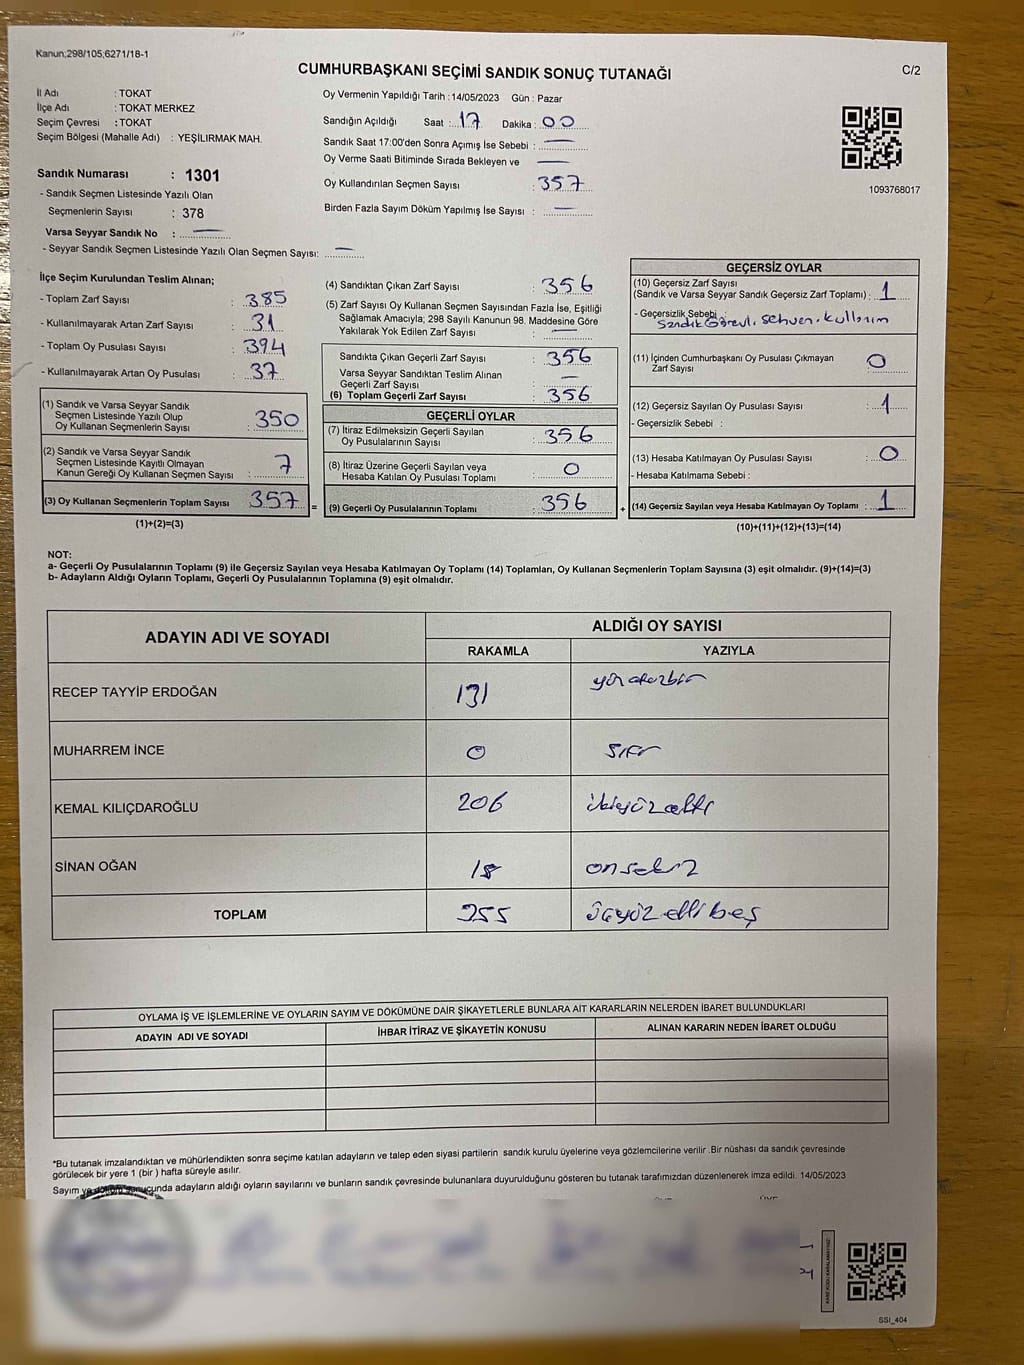 Kanun;298/105;6271/18-1
CUMHURBAŞKANI SEÇİMİ SANDIK SONUÇ TUTANAĞI
C/2
İl Adı : TOKAT
İlçe Adı : TOKAT MERKEZ
Seçim Çevresi : TOKAT
Seçim Bölgesi (Mahalle Adı) : YEŞİLIRMAK MAH.
Oy Vermenin Yapıldığı Tarih : 14/05/2023 Gün : Pazar
Sandığın Açıldığı Saat : 17 Dakika : 00
Sandık Saat 17:00'den Sonra Açımış İse Sebebi : —
Oy Verme Saati Bitiminde Sırada Bekleyen ve —
Oy Kullandırılan Seçmen Sayısı : 357
Birden Fazla Sayım Döküm Yapılmış İse Sayısı : —
1093768017
Sandık Numarası : 1301
- Sandık Seçmen Listesinde Yazılı Olan
Seçmenlerin Sayısı : 378
Varsa Seyyar Sandık No : —
- Seyyar Sandık Seçmen Listesinde Yazılı Olan Seçmen Sayısı: —
İlçe Seçim Kurulundan Teslim Alınan;
- Toplam Zarf Sayısı : 385
- Kullanılmayarak Artan Zarf Sayısı : 31
- Toplam Oy Pusulası Sayısı : 394
- Kullanılmayarak Artan Oy Pusulası : 37
(1) Sandık ve Varsa Seyyar Sandık
Seçmen Listesinde Yazılı Olup
Oy Kullanan Seçmenlerin Sayısı : 350
(2) Sandık ve Varsa Seyyar Sandık
Seçmen Listesinde Kayıtlı Olmayan
Kanun Gereği Oy Kullanan Seçmen Sayısı : 7
(3) Oy Kullanan Seçmenlerin Toplam Sayısı 357 =
(1)+(2)=(3)
(4) Sandıktan Çıkan Zarf Sayısı : 356
(5) Zarf Sayısı Oy Kullanan Seçmen Sayısından Fazla İse, Eşitliği
Sağlamak Amacıyla; 298 Sayılı Kanunun 98. Maddesine Göre
Yakılarak Yok Edilen Zarf Sayısı : —
Sandıkta Çıkan Geçerli Zarf Sayısı : 356
Varsa Seyyar Sandıktan Teslim Alınan
Geçerli Zarf Sayısı : —
(6) Toplam Geçerli Zarf Sayısı : 356
GEÇERLİ OYLAR
(7) İtiraz Edilmeksizin Geçerli Sayılan
Oy Pusulalarının Sayısı : 356
(8) İtiraz Üzerine Geçerli Sayılan veya
Hesaba Katılan Oy Pusulası Toplamı : 0
(9) Geçerli Oy Pusulalarının Toplamı : 356 +
GEÇERSİZ OYLAR
(10) Geçersiz Zarf Sayısı
(Sandık ve Varsa Seyyar Sandık Geçersiz Zarf Toplamı) : 1
- Geçersizlik Sebebi : Sandık Görevl. sehven. kullanım
(11) İçinden Cumhurbaşkanı Oy Pusulası Çıkmayan
Zarf Sayısı : 0
(12) Geçersiz Sayılan Oy Pusulası Sayısı : 1
- Geçersizlik Sebebi :
(13) Hesaba Katılmayan Oy Pusulası Sayısı : 0
- Hesaba Katılmama Sebebi :
(14) Geçersiz Sayılan veya Hesaba Katılmayan Oy Toplamı : 1
(10)+(11)+(12)+(13)=(14)
NOT:
a- Geçerli Oy Pusulalarının Toplamı (9) ile Geçersiz Sayılan veya Hesaba Katılmayan Oy Toplamı (14) Toplamları, Oy Kullanan Seçmenlerin Toplam Sayısına (3) eşit olmalıdır. (9)+(14)=(3)
b- Adayların Aldığı Oyların Toplamı, Geçerli Oy Pusulalarının Toplamına (9) eşit olmalıdır.
ADAYIN ADI VE SOYADI
ALDIĞI OY SAYISI
RAKAMLA YAZIYLA
RECEP TAYYİP ERDOĞAN 131 yüzotuzbir
MUHARREM İNCE 0 sıfır
KEMAL KILIÇDAROĞLU 206 ikiyüzaltı
SİNAN OĞAN 18 onsekiz
TOPLAM 355 üçyüz elli beş
OYLAMA İŞ VE İŞLEMLERİNE VE OYLARIN SAYIM VE DÖKÜMÜNE DAİR ŞİKAYETLERLE BUNLARA AİT KARARLARIN NELERDEN İBARET BULUNDUKLARI
ADAYIN ADI VE SOYADI İHBAR İTİRAZ VE ŞİKAYETİN KONUSU ALINAN KARARIN NEDEN İBARET OLDUĞU
*Bu tutanak imzalandıktan ve mühürlendikten sonra seçime katılan adayların ve talep eden siyasi partilerin sandık kurulu üyelerine veya gözlemcilerine verilir .Bir nüshası da sandık çevresinde
görülecek bir yere 1 (bir ) hafta süreyle asılır.
Sayım ve döküm sonucunda adayların aldığı oyların sayılarını ve bunların sandık çevresinde bulunanlara duyurulduğunu gösteren bu tutanak tarafımızdan düzenlenerek imza edildi. 14/05/2023
SSI_404